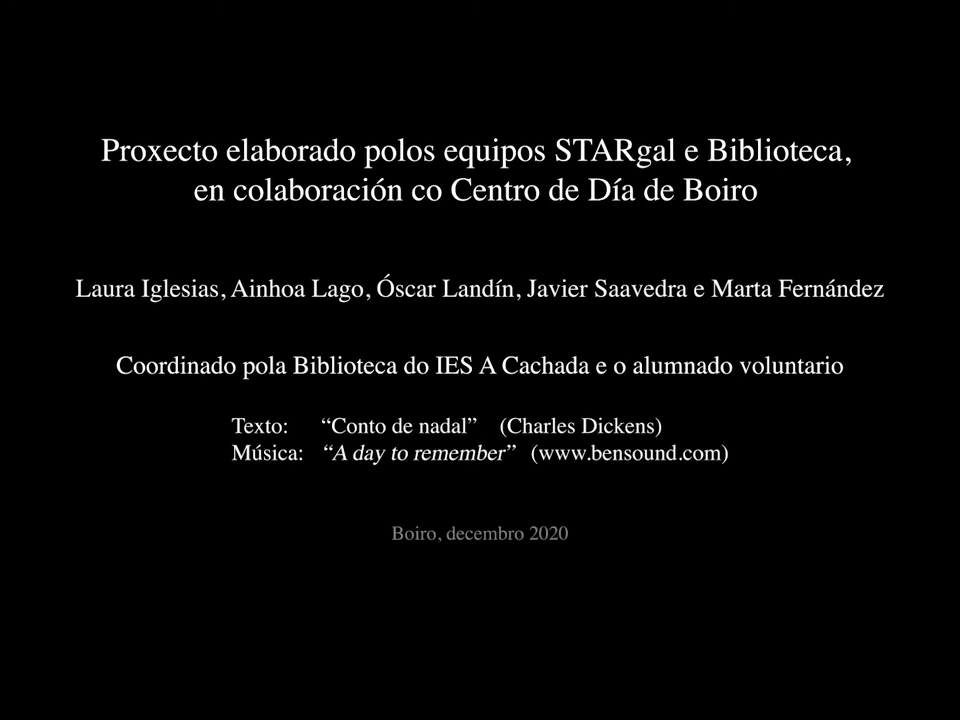 Proxecto elaborado polos equipos STARgal e Biblioteca,
en colaboración co Centro de Día de Boiro
Laura Iglesias, Ainhoa Lago, Óscar Landín, Javier Saavedra e Marta Fernández
Coordinado pola Biblioteca do IES A Cachada e o alumnado voluntario
Texto: “Conto de nadal” (Charles Dickens)
Música: “A day to remember” (www.bensound.com)
Boiro, decembro 2020